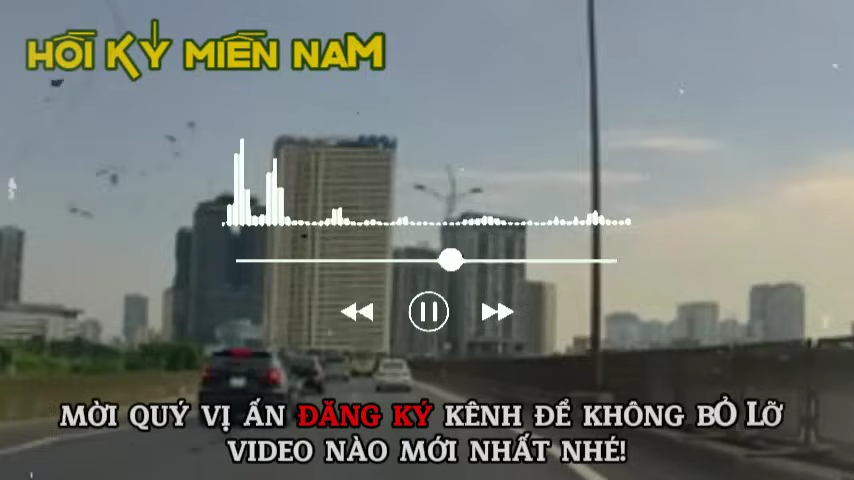 HỒI KÝ MIỀN NAM
MỜI QUÝ VỊ ẤN ĐĂNG KÝ KÊNH ĐỂ KHÔNG BỎ LỠ
VIDEO NÀO MỚI NHẤT NHÉ!